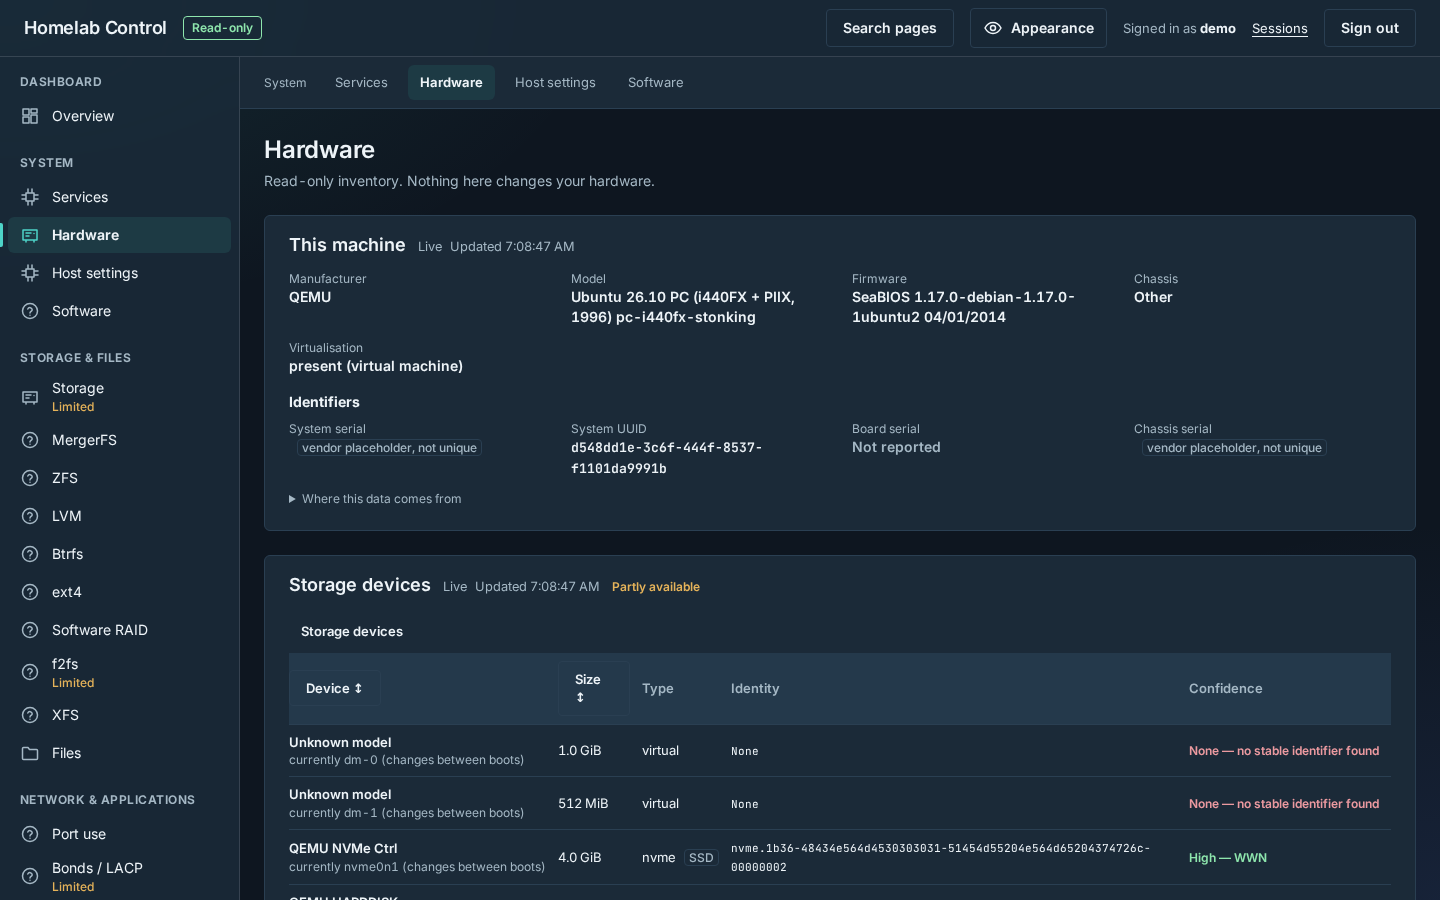 Homelab Control
Read-only
Search pages
Appearance
Signed in as demo
Sessions
Sign out
DASHBOARD
Overview
SYSTEM
Services
Hardware
Host settings
Software
STORAGE & FILES
Storage
Limited
MergerFS
ZFS
LVM
Btrfs
ext4
Software RAID
f2fs
Limited
XFS
Files
NETWORK & APPLICATIONS
Port use
Bonds / LACP
Limited
System
Services
Hardware
Host settings
Software
Hardware
Read-only inventory. Nothing here changes your hardware.
This machine Live Updated 7:08:47 AM
Manufacturer
QEMU
Model
Ubuntu 26.10 PC (i440FX + PIIX,
1996) pc-i440fx-stonking
Firmware
SeaBIOS 1.17.0-debian-1.17.0-
1ubuntu2 04/01/2014
Chassis
Other
Virtualisation
present (virtual machine)
Identifiers
System serial
vendor placeholder, not unique
System UUID
d548dd1e-3c6f-444f-8537-
f1101da9991b
Board serial
Not reported
Chassis serial
vendor placeholder, not unique
Where this data comes from
Storage devices Live Updated 7:08:47 AM Partly available
Storage devices
Device ↕
Size
↕
Type
Identity
Confidence
Unknown model
currently dm-0 (changes between boots)
1.0 GiB
virtual
None
None — no stable identifier found
Unknown model
currently dm-1 (changes between boots)
512 MiB
virtual
None
None — no stable identifier found
QEMU NVMe Ctrl
currently nvme0n1 (changes between boots)
4.0 GiB
nvme SSD
nvme.1b36-48434e564d4530303031-51454d55204e564d65204374726c-
00000002
High — WWN
QEMU HARDDISK